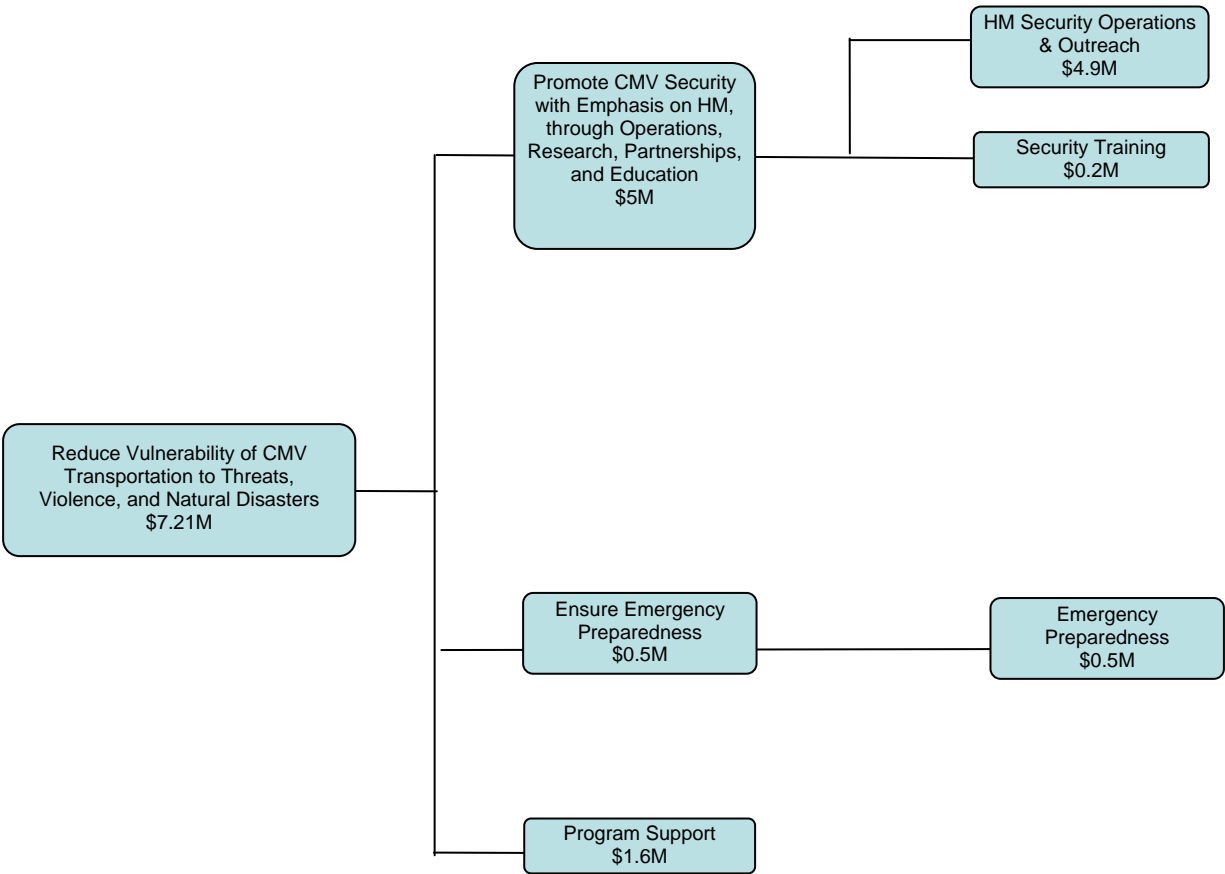 HM Security Operations
& Outreach
$4.9M
Promote CMV Security
with Emphasis on HM,
through Operations,
Research, Partnerships,
and Education
$5M
Security Training
$0.2M
Reduce Vulnerability of CMV
Transportation to Threats,
Violence, and Natural Disasters
$7.21M
Ensure Emergency
Preparedness
$0.5M
Emergency
Preparedness
$0.5M
Program Support
$1.6M